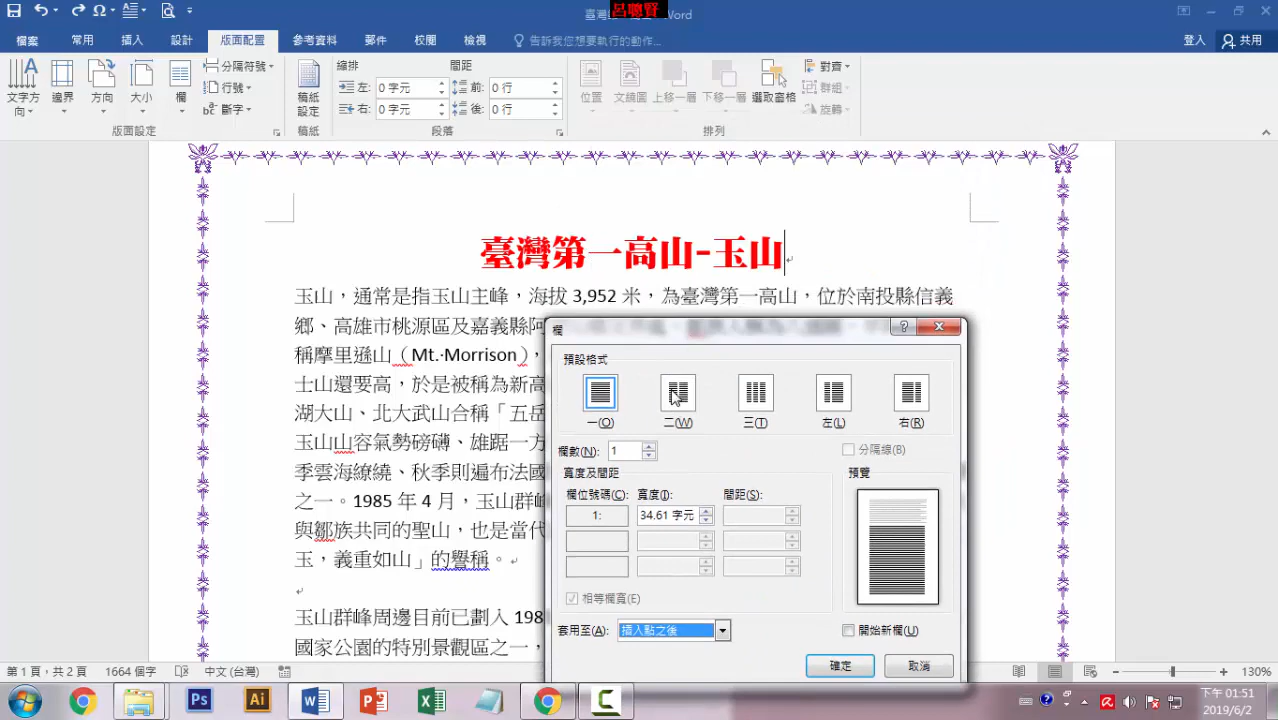 呂聰賢
臺灣
Word
檔案 常用 插入 設計 版面配置 參考資料 郵件 校閱 檢視 告訴我您想要執行的動作... 登入 共用
文字方向 邊界 方向 大小 欄 分隔符號 行號 斷字 稿紙設定
縮排 間距
左: 0 字元 前: 0 行
右: 0 字元 後: 0 行
位置 文繞圖 上移一層 下移一層 選取窗格 對齊 群組 旋轉
版面設定 稿紙 段落 排列
臺灣第一高山-玉山
玉山，通常是指玉山主峰，海拔 3,952 米，為臺灣第一高山，位於南投縣信義
鄉、高雄市桃源區及嘉義縣阿
稱摩里遜山（Mt.·Morrison），
士山還要高，於是被稱為新高
湖大山、北大武山合稱「五岳
玉山山容氣勢磅礡、雄踞一方
季雲海繚繞、秋季則遍布法國
之一。1985 年 4 月，玉山群峰
與鄒族共同的聖山，也是當代
玉，義重如山」的譽稱。
玉山群峰周邊目前已劃入 198
國家公園的特別景觀區之一，
欄
預設格式
一(O) 二(W) 三(T) 左(L) 右(R)
欄數(N): 1 分隔線(B)
寬度及間距 預覽
欄位號碼(C): 寬度(I): 間距(S):
1: 34.61 字元
相等欄寬(E)
套用至(A): 插入點之後 開始新欄(U)
確定 取消
第 1 頁，共 2 頁 1664 個字 中文 (台灣) 130%
Ps Ai
下午 01:51
2019/6/2